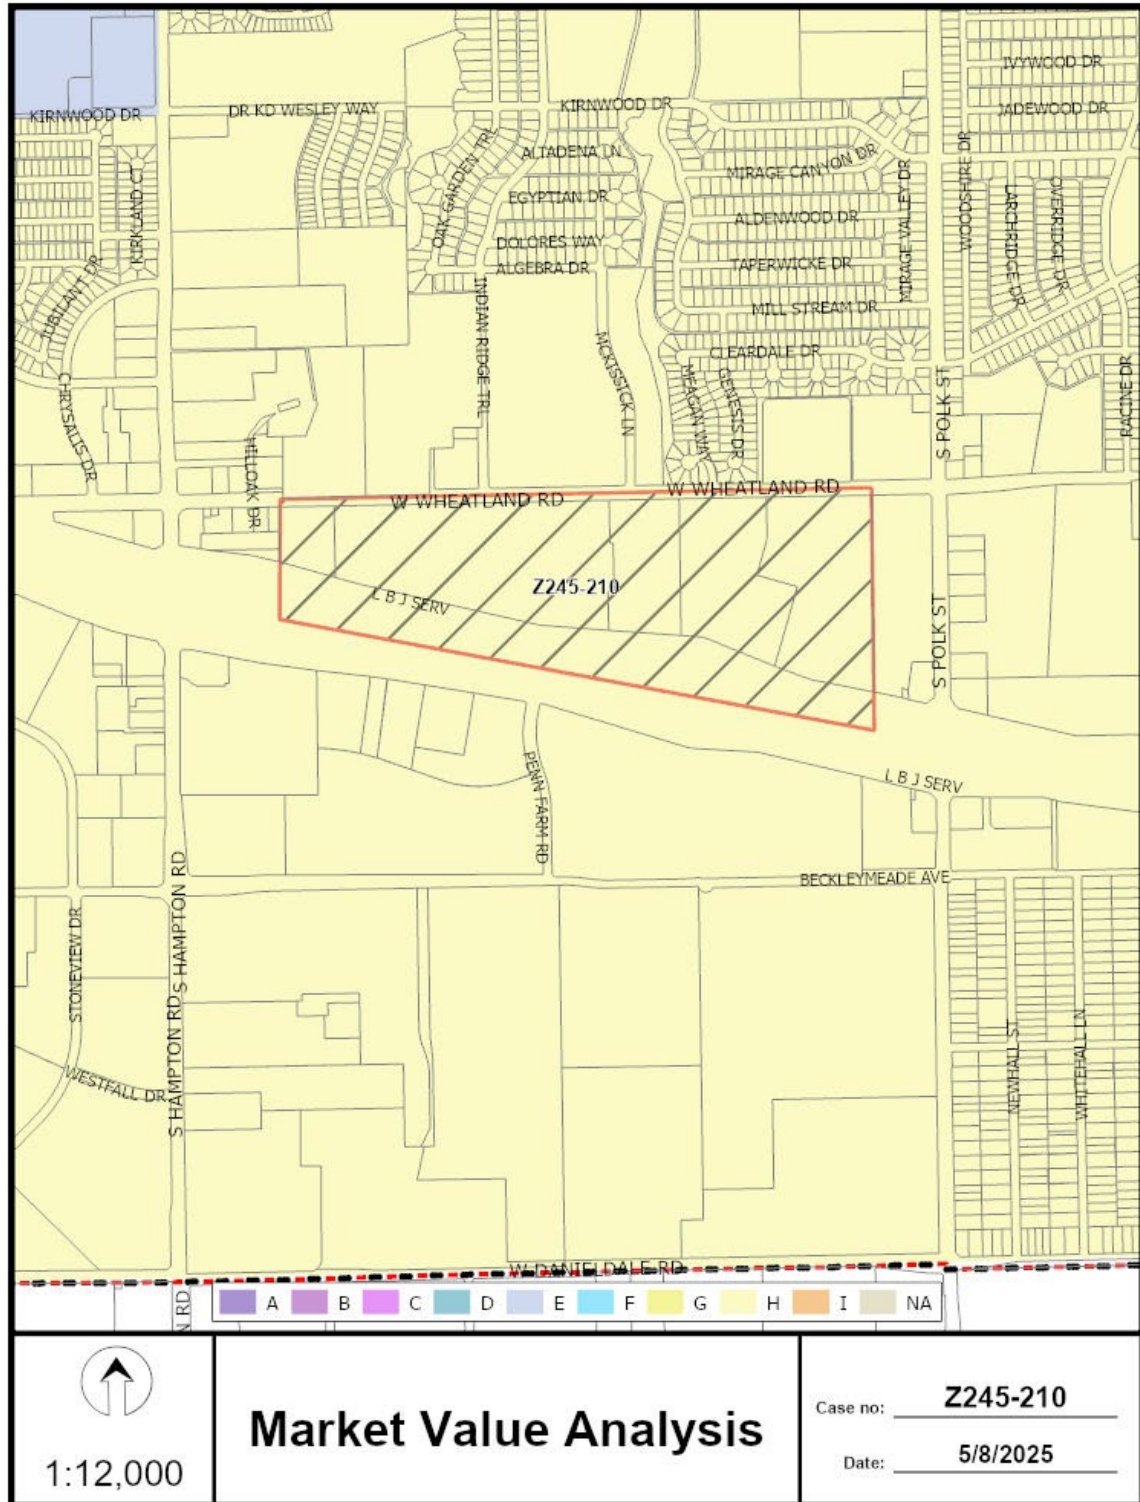 IVYWOOD DR
KIRNWOOD DR
DR KD WESLEY WAY
KIRNWOOD DR
JADEWOOD DR
ALTADENA LN
MIRAGE CANYON DR
OAK GARDEN TRL
KIRKLAND CT
EGYPTIAN DR
MIRAGE VALLEY DR
WOODSHIRE DR
LARCHRIDGE DR
OVERRIDGE DR
ALDENWOOD DR
DOLORES WAY
ALGEBRA DR
TAPERWICKE DR
JUBILANT DR
INDIAN RIDGE TRL
MILL STREAM DR
MCKISSICK LN
CLEARDALE DR
MEAGAN WAY
GENESIS DR
CHRYSALIS DR
S POLK ST
RACINE DR
HILLOAK DR
W WHEATLAND RD
W WHEATLAND RD
Z245-210
L B J SERV
S POLK ST
PENN FARM RD
L B J SERV
BECKLEYMEADE AVE
S HAMPTON RD
STONEVIEW DR
S HAMPTON RD
WESTFALL DR
NEWHALL ST
WHITEHALL LN
W DANIELDALE RD
N RD
A B C D E F G H I NA
1:12,000
Market Value Analysis
Case no: Z245-210
Date: 5/8/2025